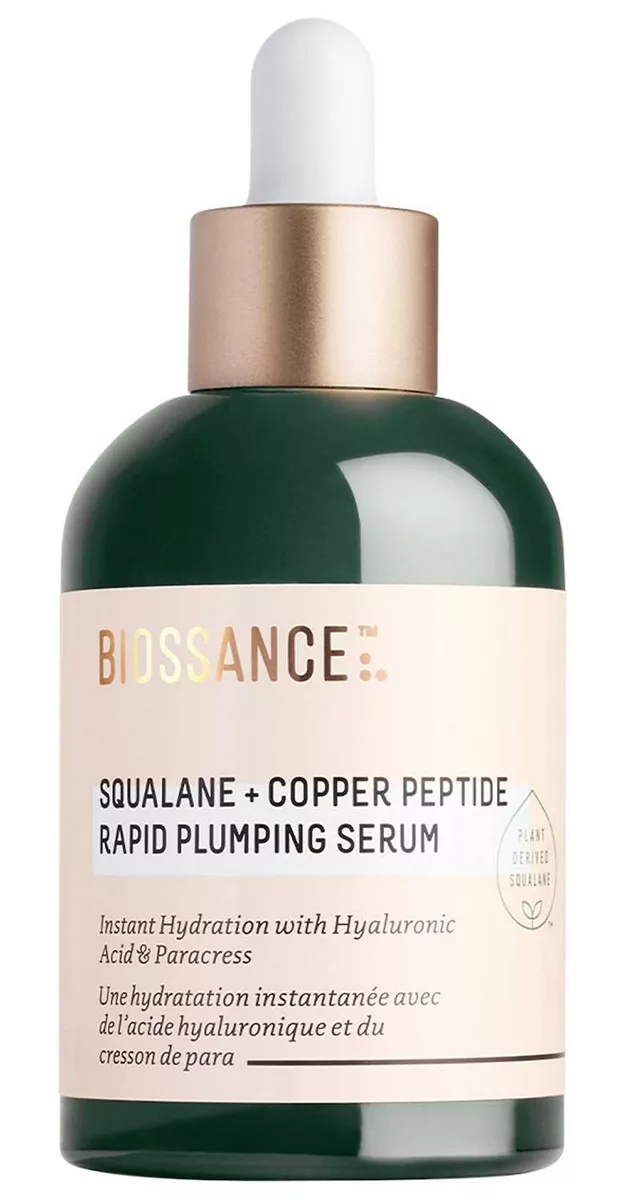 BIOSSANCE™
SQUALANE + COPPER PEPTIDE
RAPID PLUMPING SERUM
PLANT
DERIVED
SQUALANE
™
Instant Hydration with Hyaluronic
Acid & Paracress
Une hydratation instantanée avec
de l'acide hyaluronique et du
cresson de para